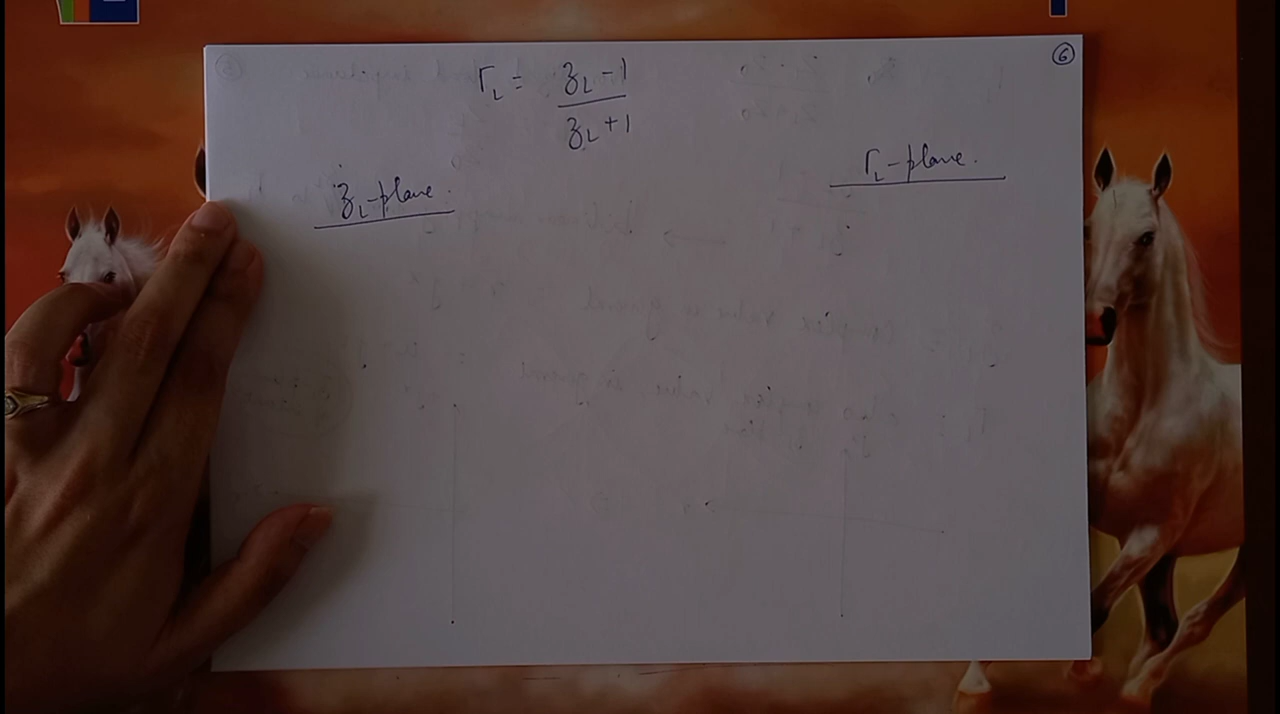 Γ_L = (z_L - 1) / (z_L + 1)
Γ_L-plane.
z_L-plane.
6